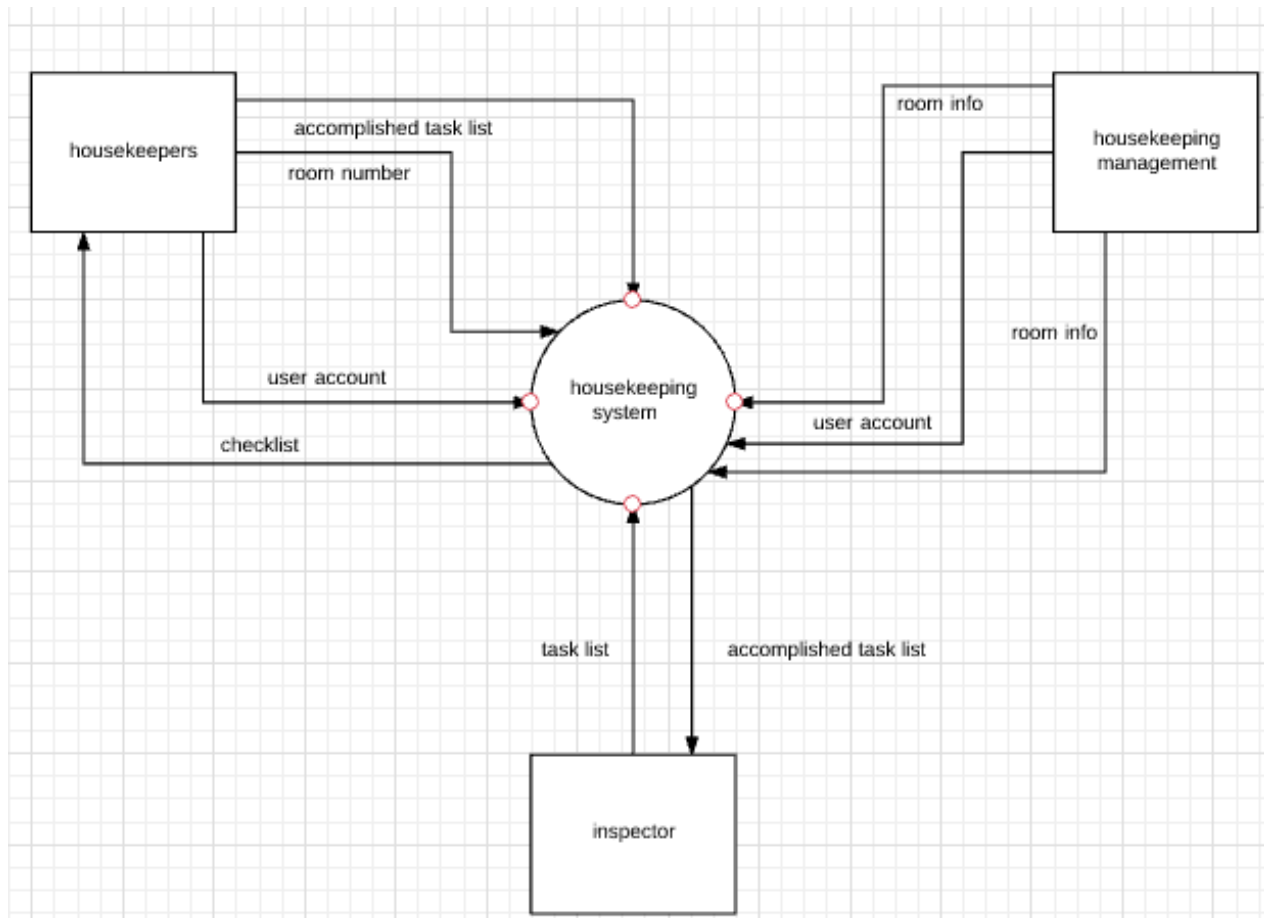 room info
housekeepers
accomplished task list
housekeeping
management
room number
room info
user account
housekeeping
system
user account
checklist
task list
accomplished task list
inspector